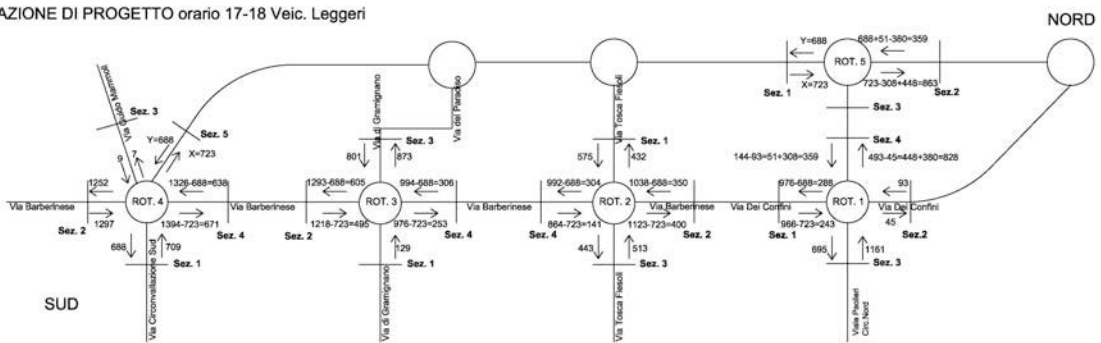 AZIONE DI PROGETTO orario 17-18 Veic. Leggeri
NORD
Y=688
688+51-380=359
ROT. 5
X=723
723-308+448=863
Sez. 1
Sez.2
Sez. 3
Via Guido Mammoli
Sez. 3
Sez. 5
Y=688
X=723
9
7
Via di Gramignano
Via del Paradiso
Sez. 3
801
873
Via Tosca Fiesoli
Sez. 1
575
432
Sez. 4
144-93=51+308=359
493-45=448+380=828
1252
1326-688=638
1293-688=605
994-688=306
992-688=304
1038-688=350
976-688=288
93
Via Barberinese
ROT. 4
Via Barberinese
ROT. 3
Via Barberinese
ROT. 2
Via Barberinese
Via Dei Confini
ROT. 1
Via Dei Confini
1297
1394-723=671
1218-723=495
976-723=253
864-723=141
1123-723=400
966-723=243
45
Sez. 2
Sez. 4
Sez. 2
Sez. 4
Sez. 4
Sez. 2
Sez. 1
Sez.2
688
709
129
443
513
695
1161
Sez. 1
Sez. 1
Sez. 3
Sez. 3
SUD
Via Circonvallazione Sud
Via di Gramignano
Via Tosca Fiesoli
Viale Paolieri
Circ.Nord